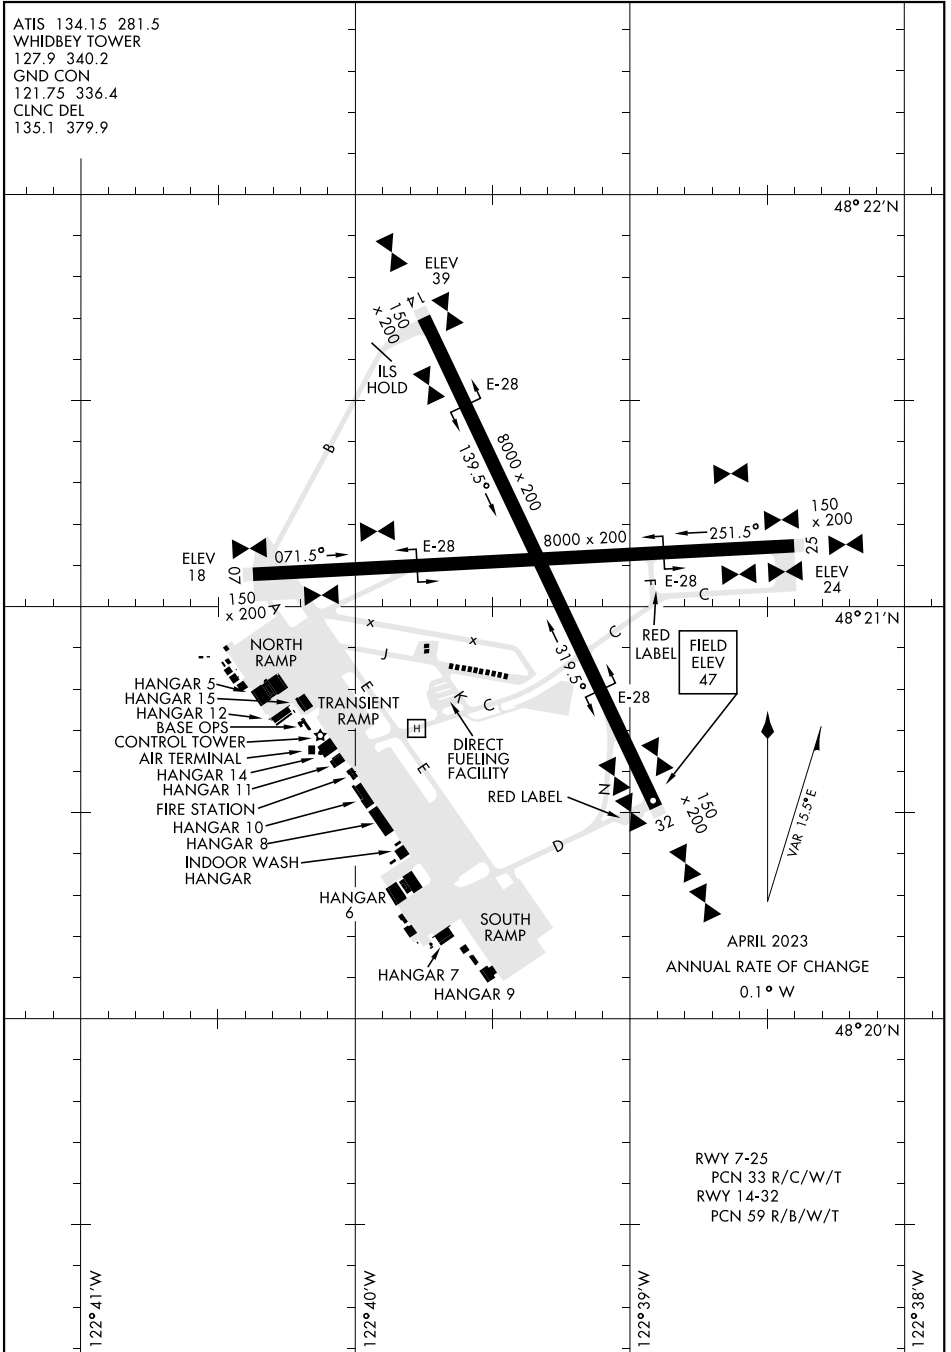 ATIS 134.15 281.5
WHIDBEY TOWER
127.9 340.2
GND CON
121.75 336.4
CLNC DEL
135.1 379.9
48°22'N
ELEV
39
14
150
x 200
ILS
HOLD
E-28
B
139.5°
8000 x 200
150
x 200
ELEV
18
07
071.5°
E-28
8000 x 200
251.5°
25
E-28
ELEV
24
F
C
150
x 200
A
48°21'N
x
x
J
NORTH
RAMP
C
RED
LABEL
FIELD
ELEV
47
319.5°
E-28
HANGAR 5
HANGAR 15
HANGAR 12
BASE OPS
CONTROL TOWER
AIR TERMINAL
HANGAR 14
HANGAR 11
FIRE STATION
HANGAR 10
HANGAR 8
INDOOR WASH
HANGAR
E
TRANSIENT
RAMP
K
C
H
DIRECT
FUELING
FACILITY
E
RED LABEL
N
150
x 200
32
D
VAR 15.5°E
HANGAR
6
SOUTH
RAMP
HANGAR 7
HANGAR 9
APRIL 2023
ANNUAL RATE OF CHANGE
0.1° W
48°20'N
RWY 7-25
PCN 33 R/C/W/T
RWY 14-32
PCN 59 R/B/W/T
122°41'W
122°40'W
122°39'W
122°38'W